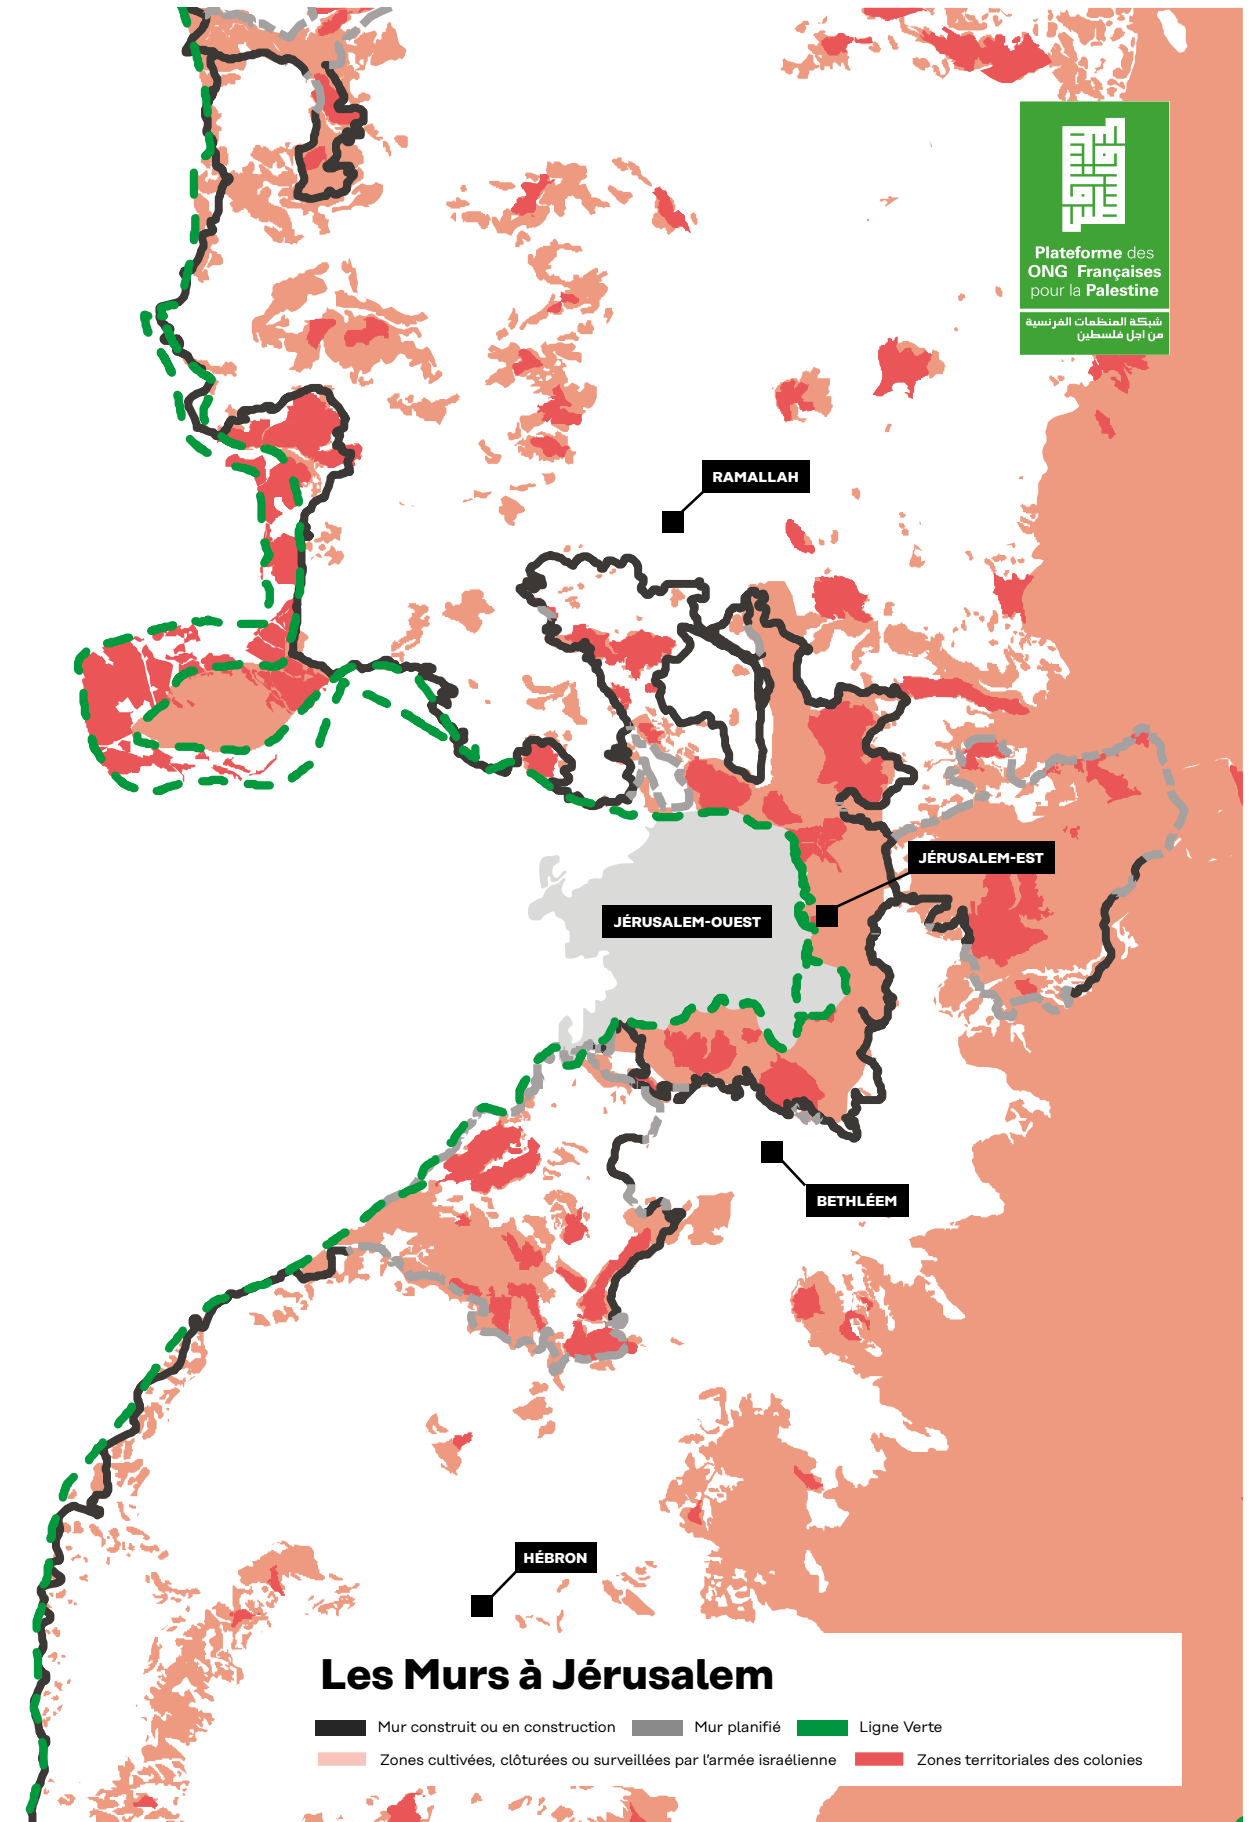 Plateforme des
ONG Françaises
pour la Palestine
شبكة المنظمات الفرنسية
من اجل فلسطين
RAMALLAH
JÉRUSALEM-EST
JÉRUSALEM-OUEST
BETHLÉEM
HÉBRON
Les Murs à Jérusalem
Mur construit ou en construction Mur planifié Ligne Verte
Zones cultivées, clôturées ou surveillées par l'armée israélienne Zones territoriales des colonies